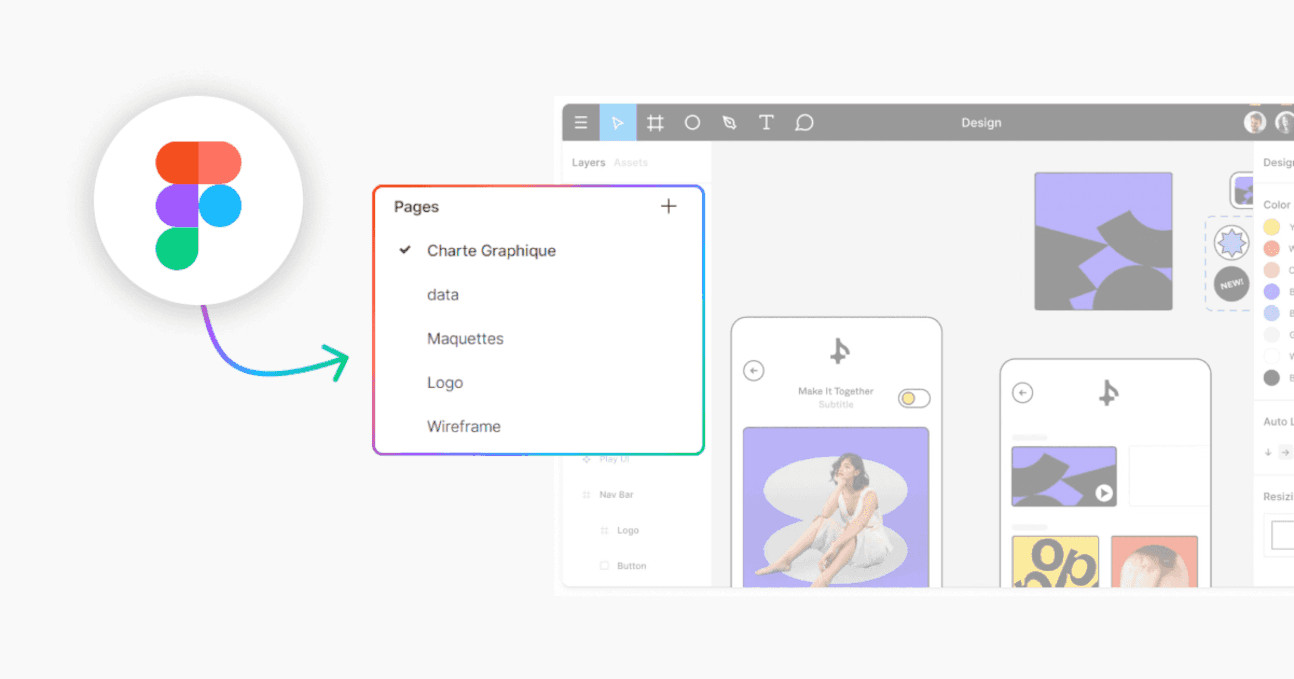 Design
Layers Assets
Pages
Charte Graphique
data
Maquettes
Logo
Wireframe
Play UI
Nav Bar
Logo
Button
Make It Together
Subtitle
NEW!
Color
Auto L
Resizi